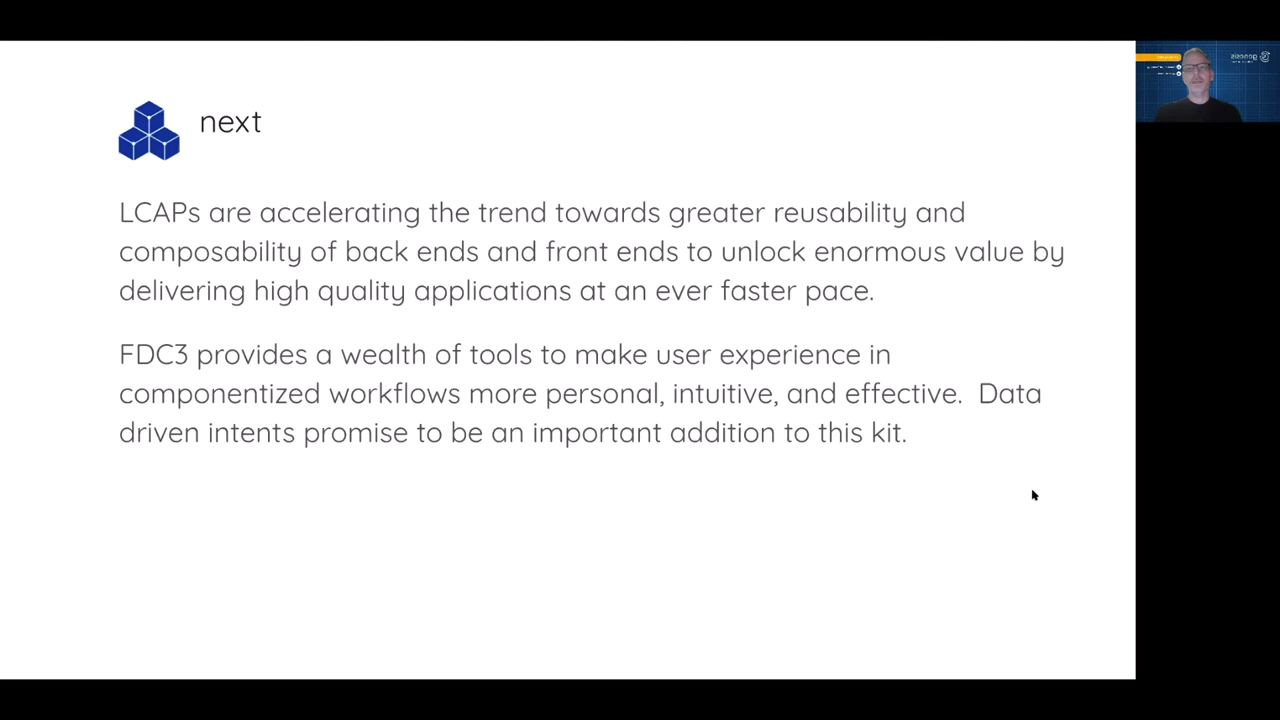 next
LCAPs are accelerating the trend towards greater reusability and
composability of back ends and front ends to unlock enormous value by
delivering high quality applications at an ever faster pace.
FDC3 provides a wealth of tools to make user experience in
componentized workflows more personal, intuitive, and effective.  Data
driven intents promise to be an important addition to this kit.
genesis